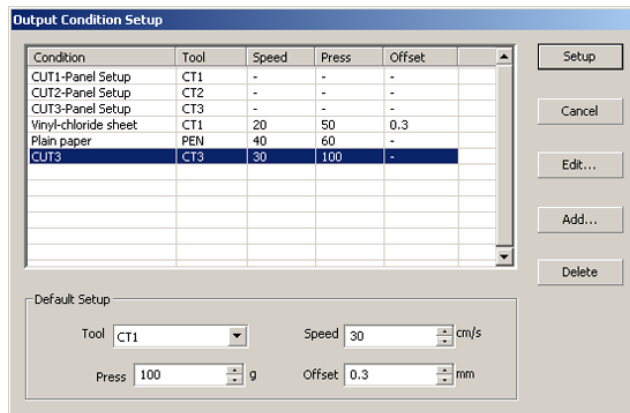 Output Condition Setup
Condition Tool Speed Press Offset
CUT1-Panel Setup CT1 - - -
CUT2-Panel Setup CT2 - - -
CUT3-Panel Setup CT3 - - -
Vinyl-chloride sheet CT1 20 50 0.3
Plain paper PEN 40 60 -
CUT3 CT3 30 100 -
Setup
Cancel
Edit...
Add...
Delete
Default Setup
Tool CT1 Speed 30 cm/s
Press 100 g Offset 0.3 mm